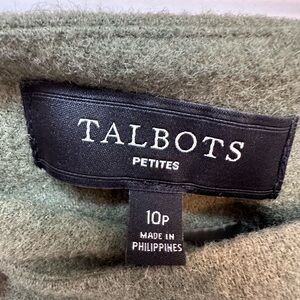 TALBOTS
PETITES
10P
MADE IN
PHILIPPINES